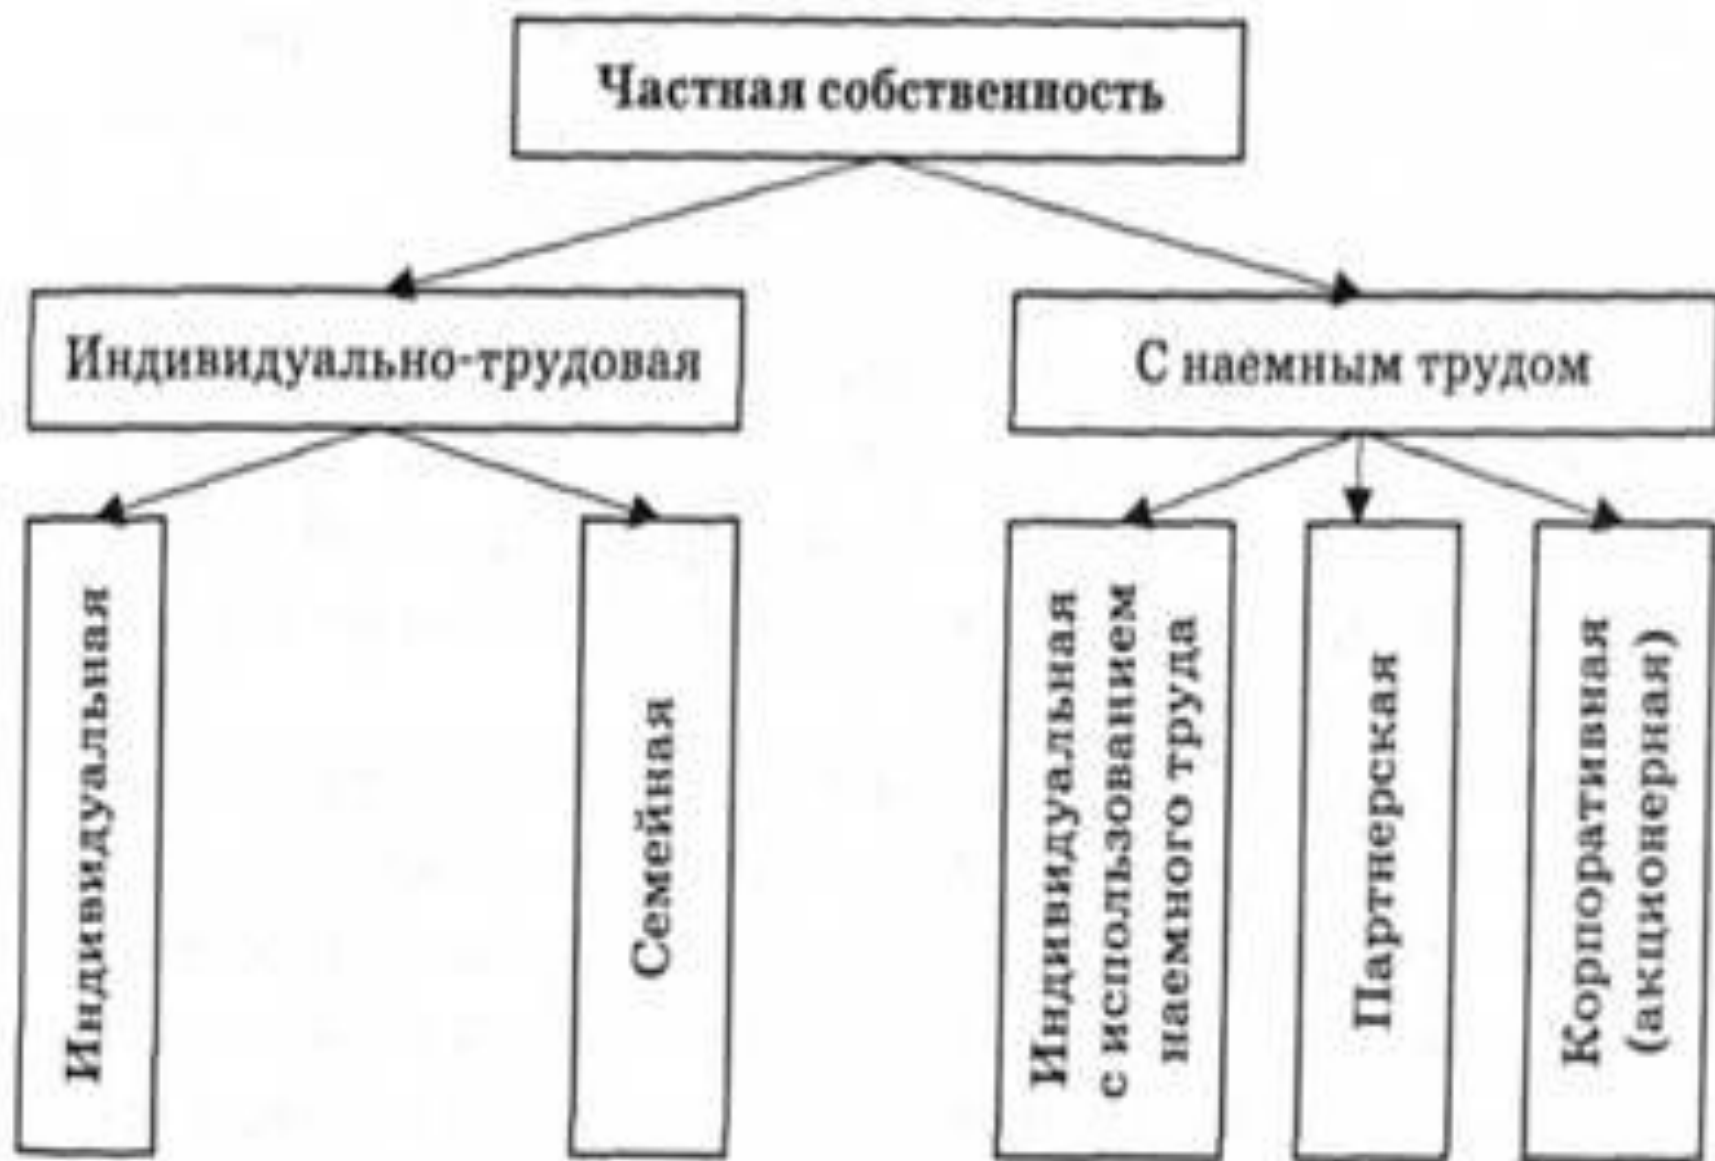 Частная собственность
Индивидуально-трудовая
С наемным трудом
Индивидуальная
Семейная
Индивидуальная
с использованием
наемного труда
Партнерская
Корпоративная
(акционерная)